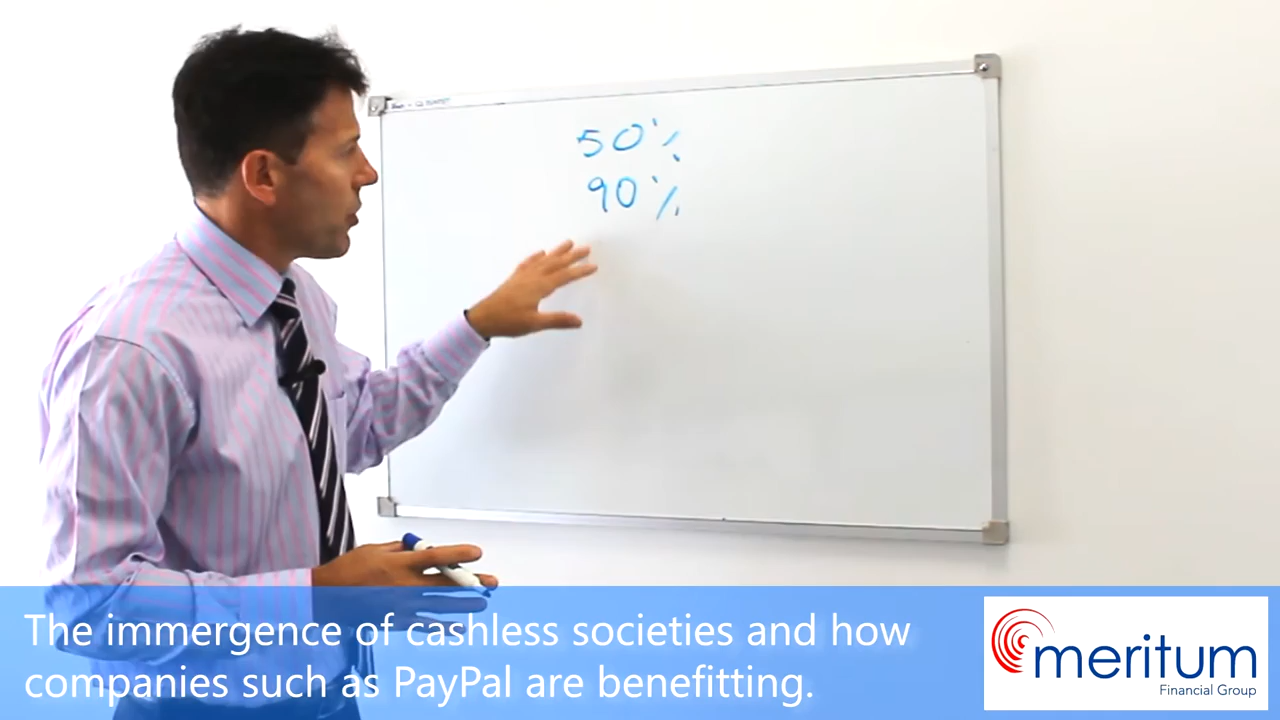 50%
90%
The immergence of cashless societies and how
companies such as PayPal are benefitting.
meritum
Financial Group